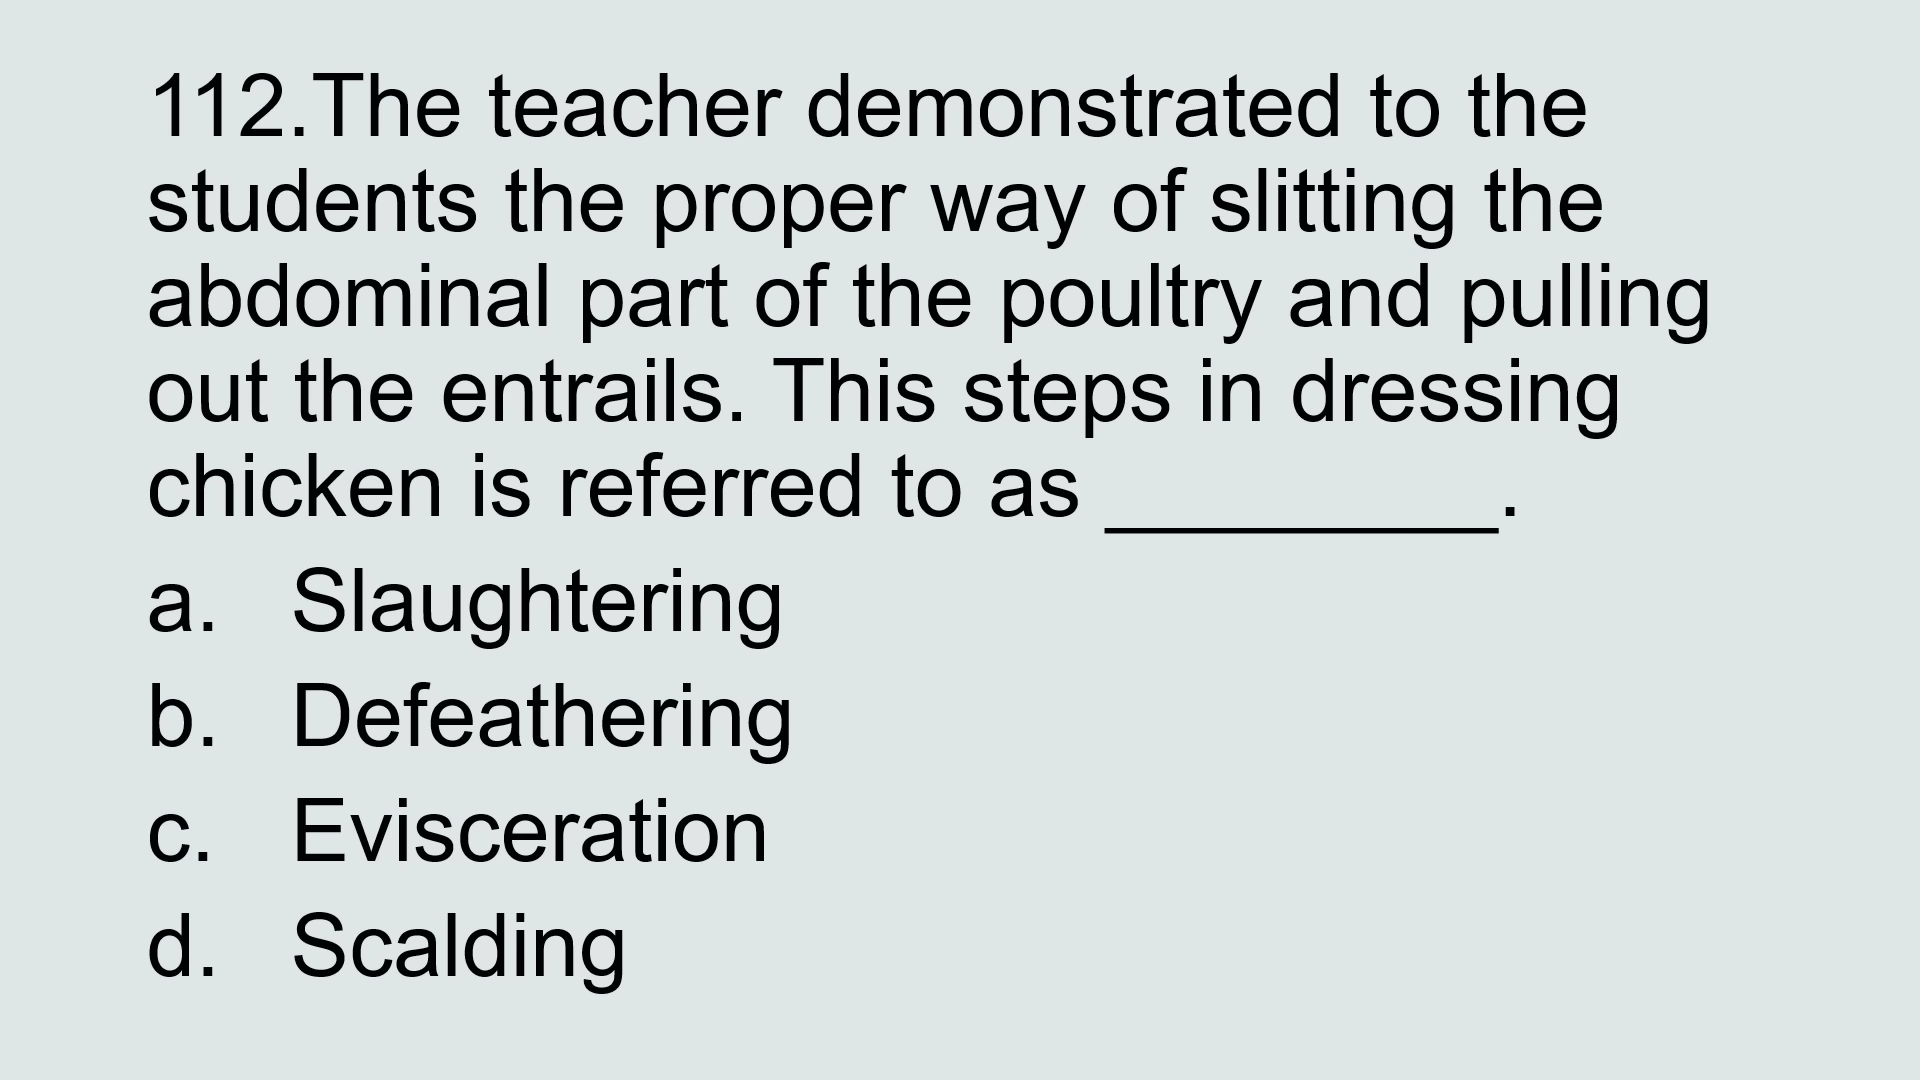 112.The teacher demonstrated to the
students the proper way of slitting the
abdominal part of the poultry and pulling
out the entrails. This steps in dressing
chicken is referred to as _________.
a. Slaughtering
b. Defeathering
c. Evisceration
d. Scalding